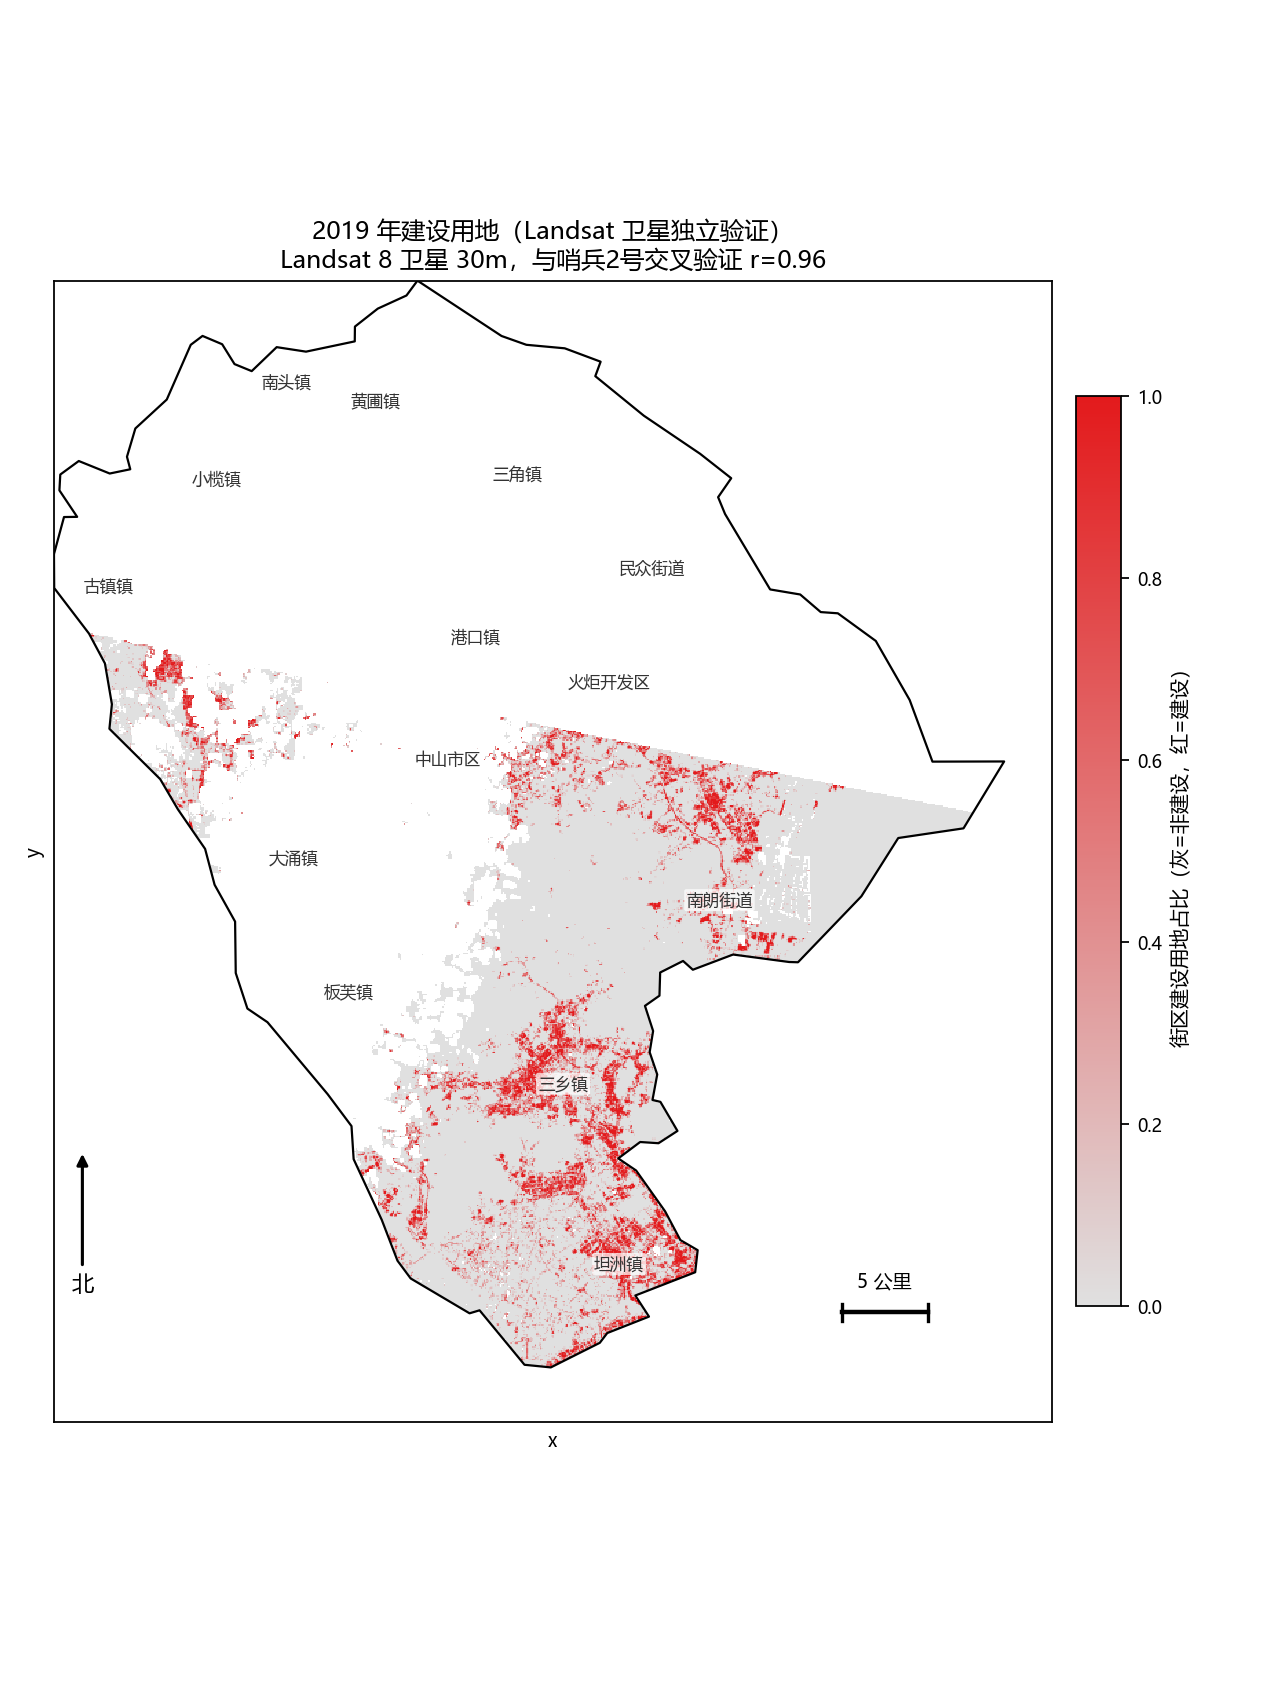 2019 年建设用地（Landsat 卫星独立验证）
Landsat 8 卫星 30m，与哨兵2号交叉验证 r=0.96
南头镇
黄圃镇
小榄镇
三角镇
古镇镇
民众街道
港口镇
火炬开发区
中山市区
大涌镇
南朗街道
板芙镇
三乡镇
坦洲镇
北
5 公里
x
y
1.0
0.8
0.6
0.4
0.2
0.0
街区建设用地占比（灰=非建设，红=建设）